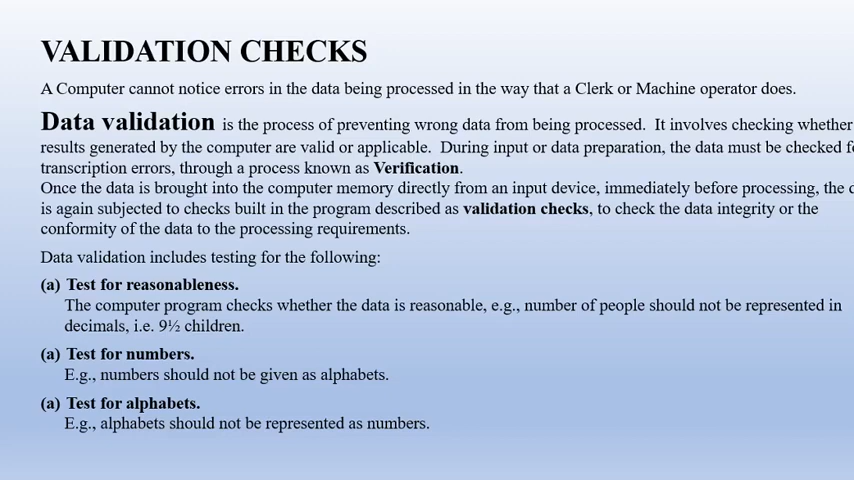 VALIDATION CHECKS
A Computer cannot notice errors in the data being processed in the way that a Clerk or Machine operator does.
Data validation is the process of preventing wrong data from being processed. It involves checking whether
results generated by the computer are valid or applicable. During input or data preparation, the data must be checked
transcription errors, through a process known as Verification.
Once the data is brought into the computer memory directly from an input device, immediately before processing, the
is again subjected to checks built in the program described as validation checks, to check the data integrity or the
conformity of the data to the processing requirements.
Data validation includes testing for the following:
(a) Test for reasonableness.
The computer program checks whether the data is reasonable, e.g., number of people should not be represented in
decimals, i.e. 9½ children.
(a) Test for numbers.
E.g., numbers should not be given as alphabets.
(a) Test for alphabets.
E.g., alphabets should not be represented as numbers.